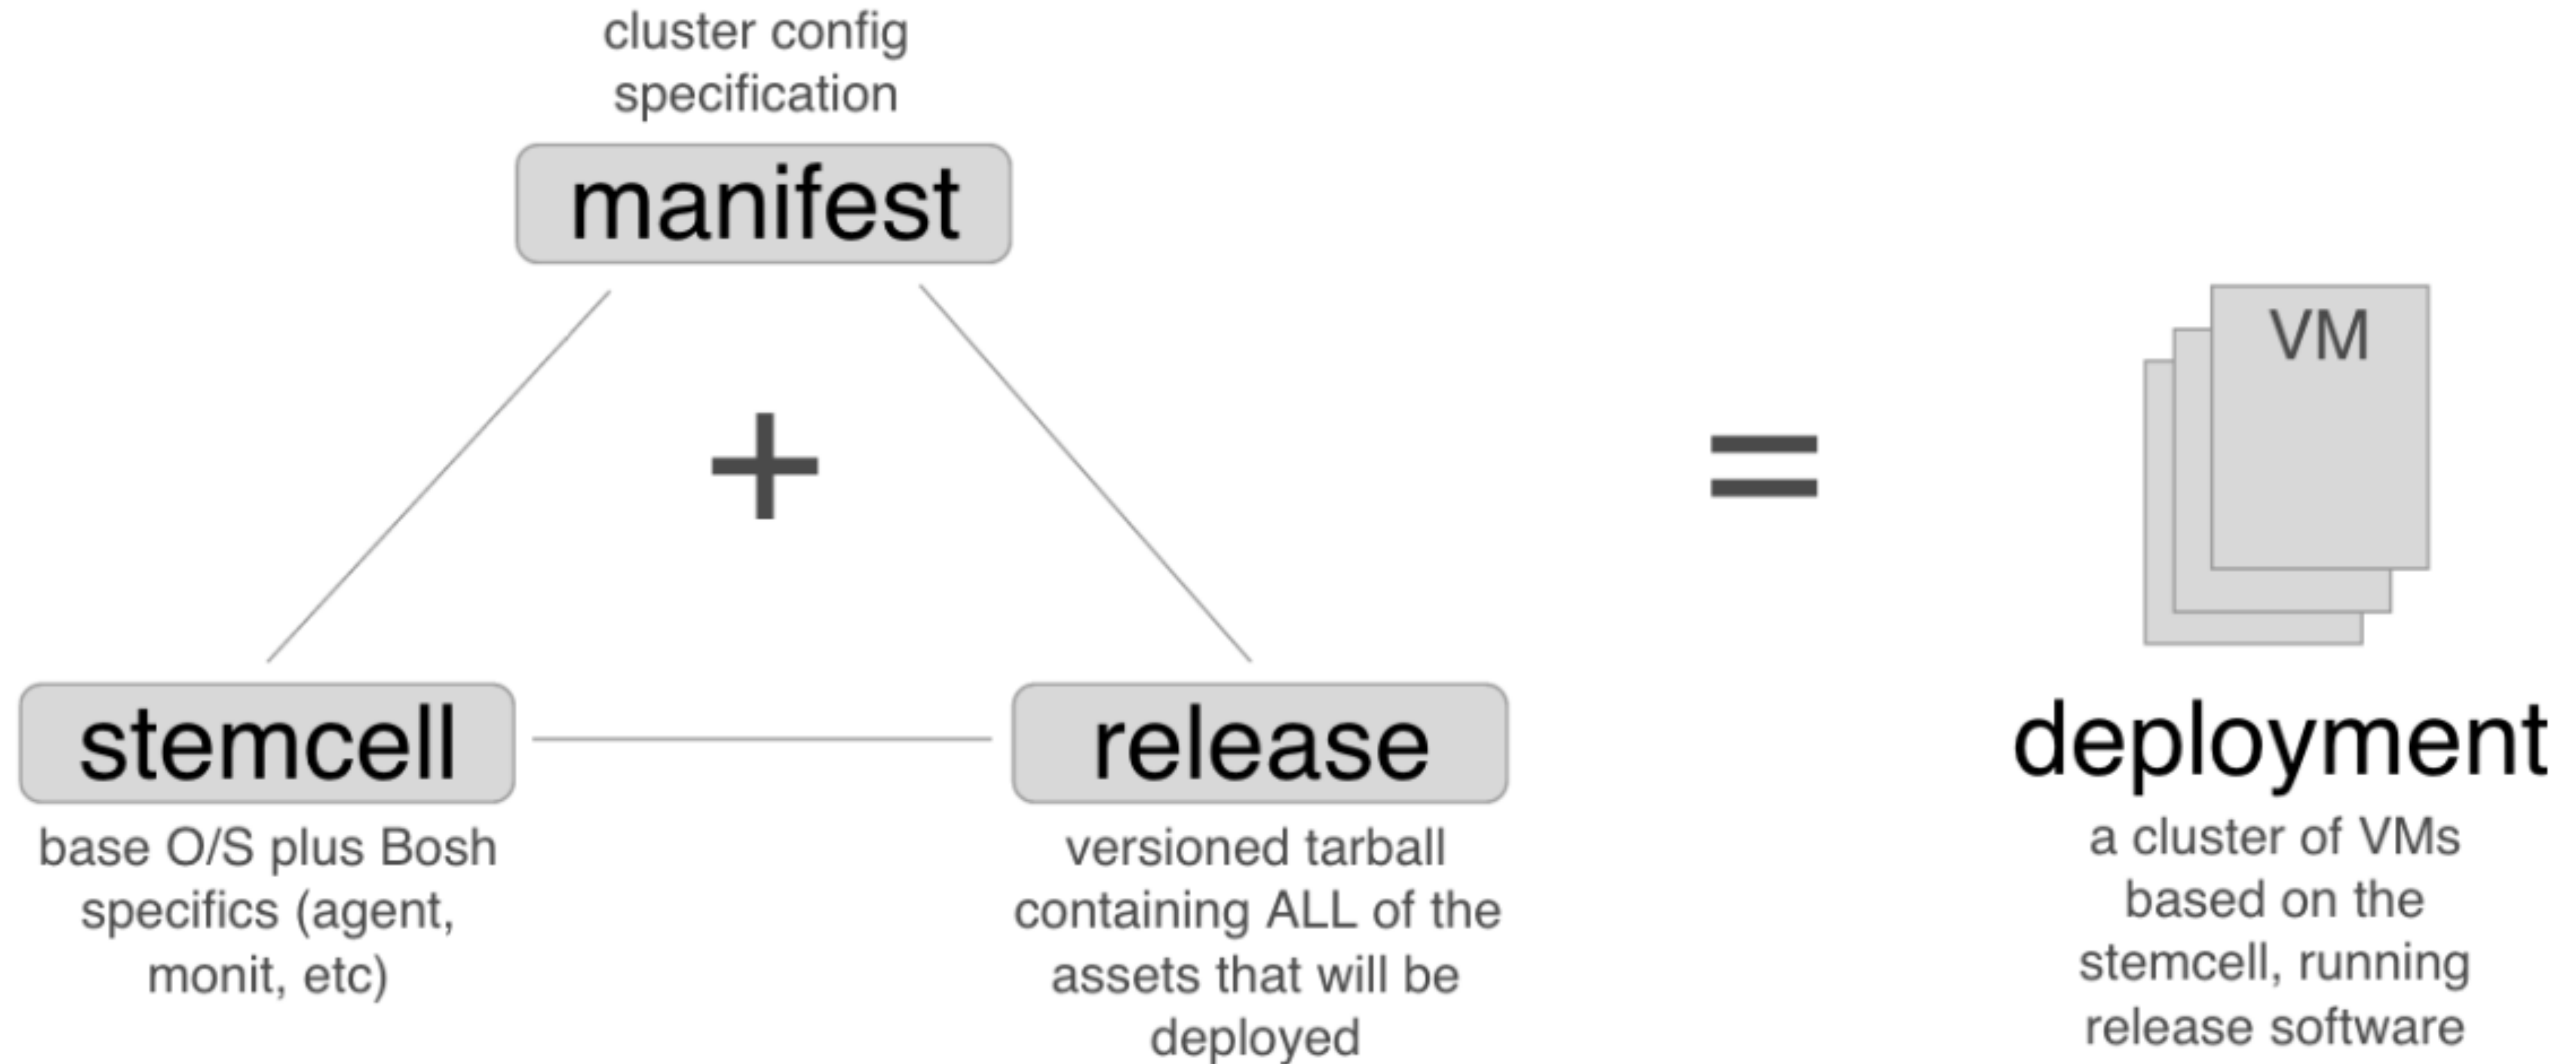 cluster config
specification
manifest
+
=
VM
stemcell
base O/S plus Bosh
specifics (agent,
monit, etc)
release
versioned tarball
containing ALL of the
assets that will be
deployed
deployment
a cluster of VMs
based on the
stemcell, running
release software